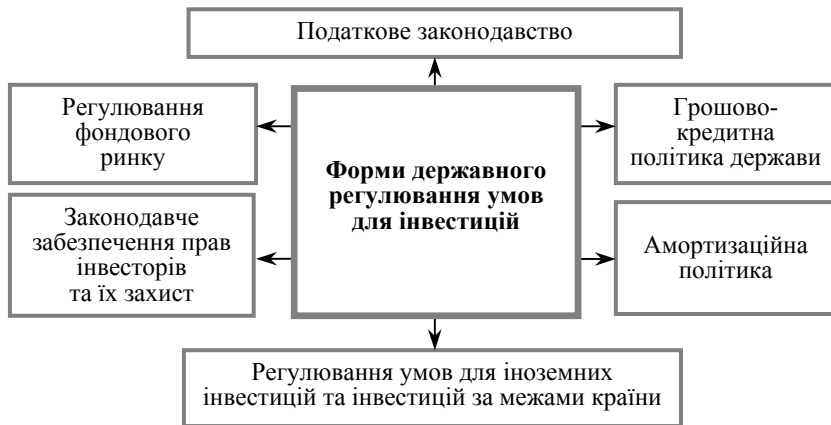 Податкове законодавство
Регулювання
фондового
ринку
Грошово-
кредитна
політика держави
Форми державного
регулювання умов
для інвестицій
Законодавче
забезпечення прав
інвесторів
та їх захист
Амортизаційна
політика
Регулювання умов для іноземних
інвестицій та інвестицій за межами країни